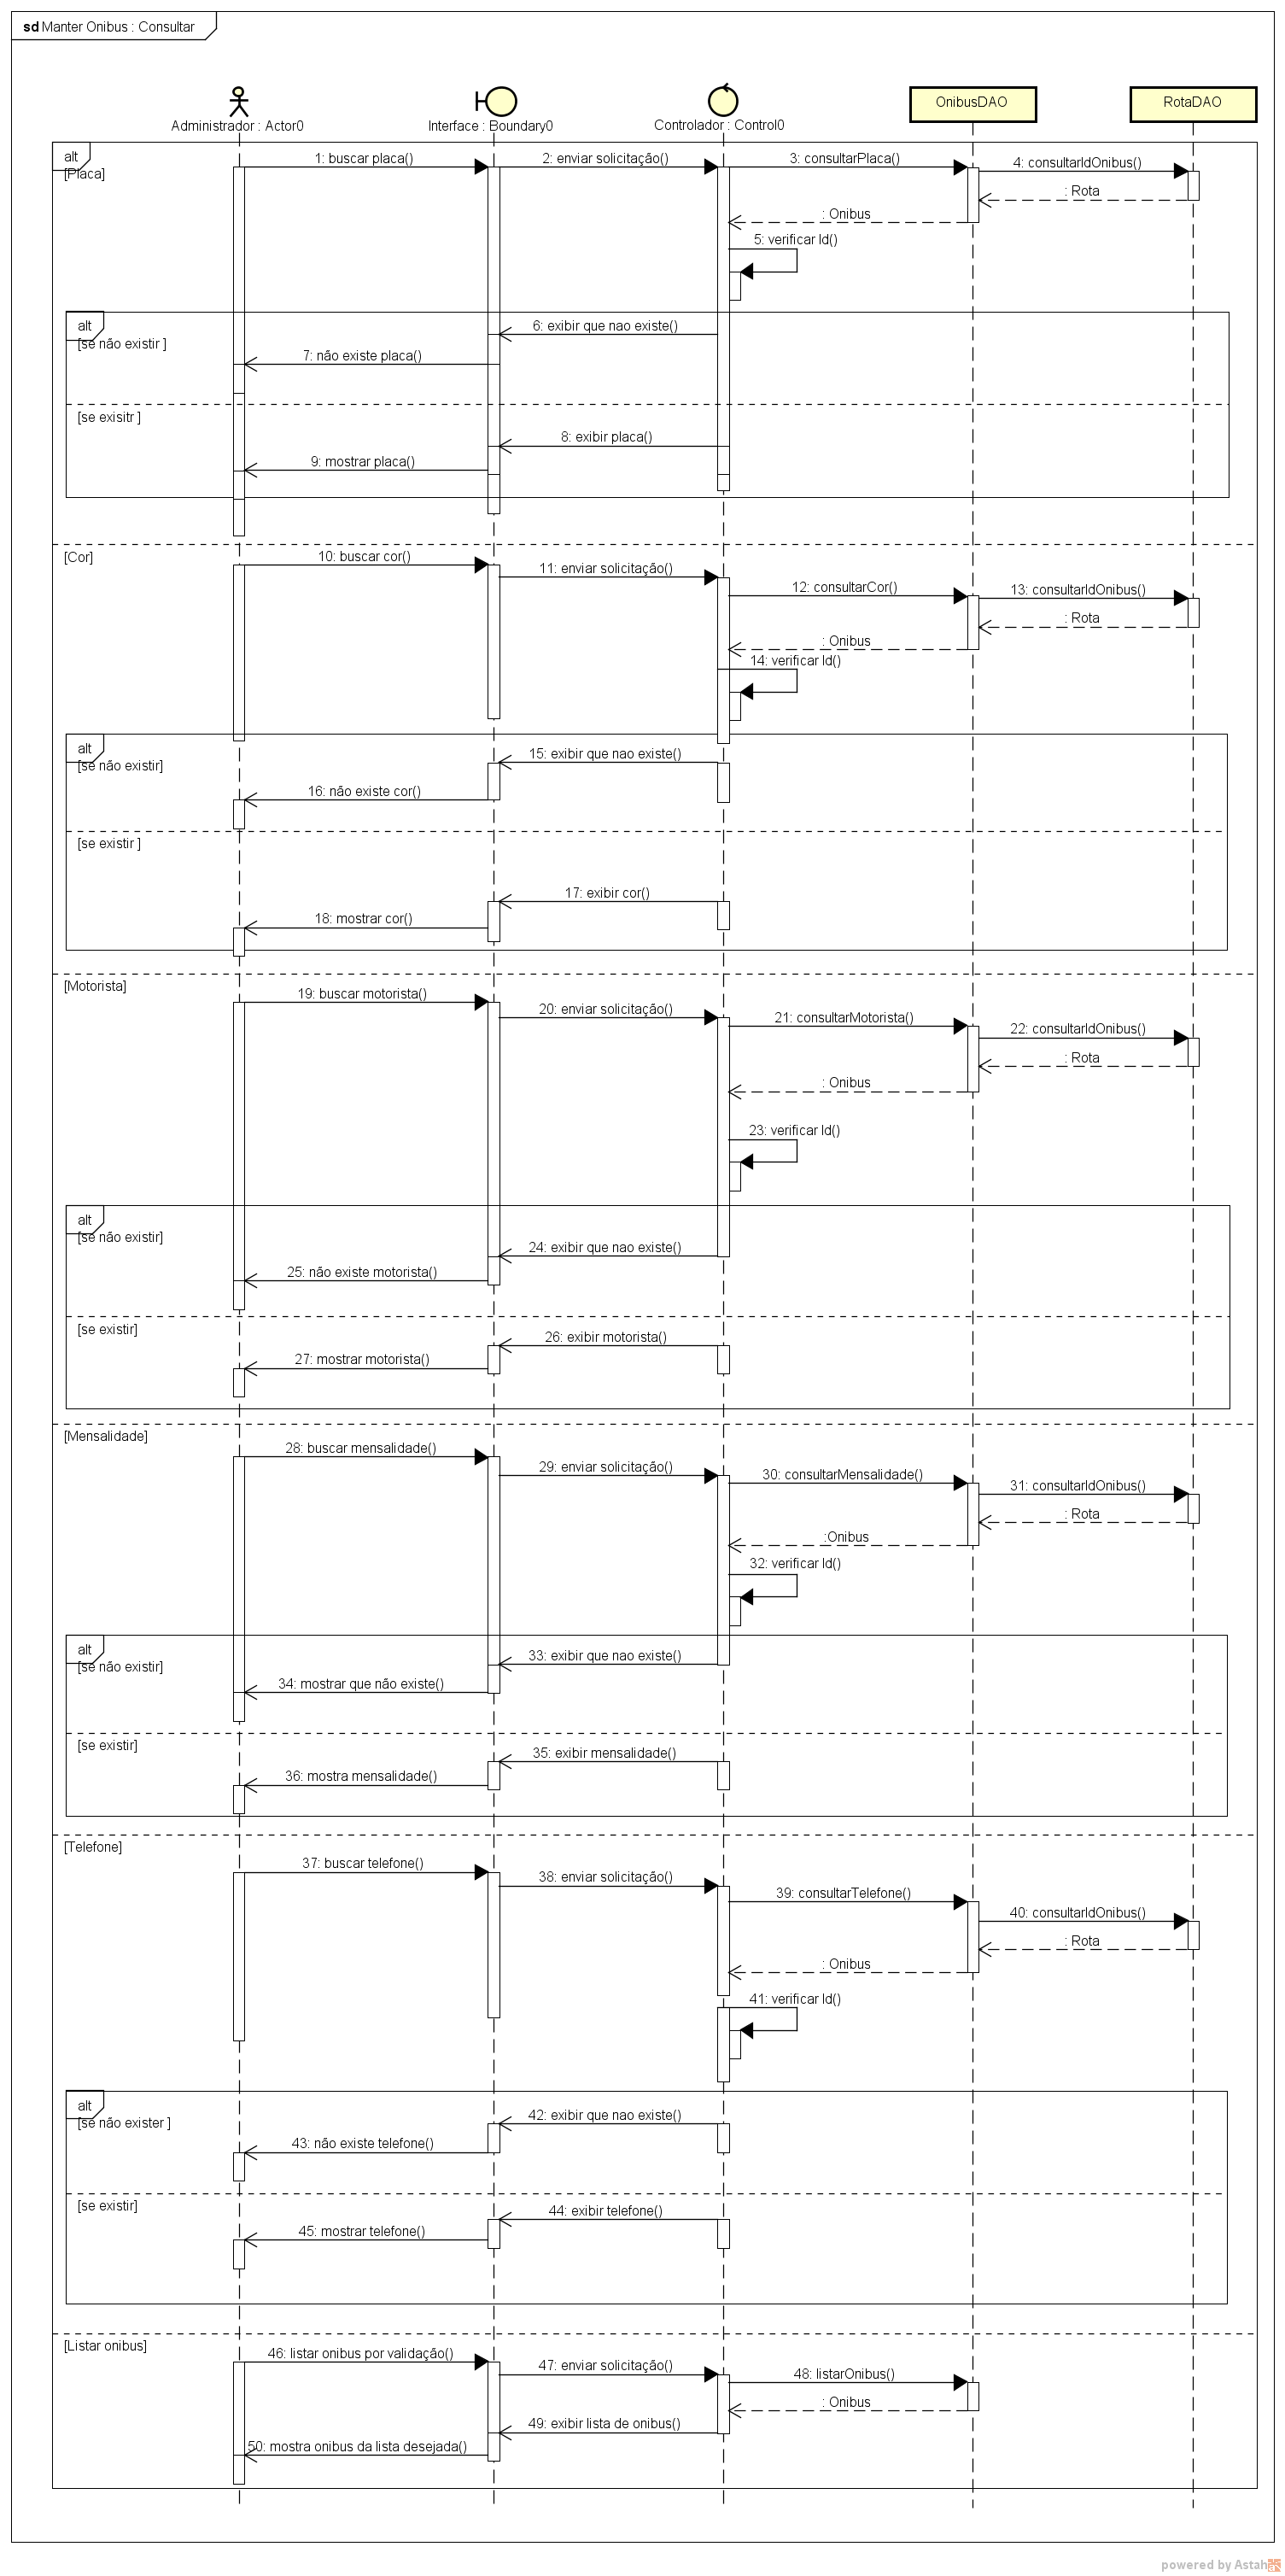 sd Manter Onibus : Consultar
Administrador : Actor0
Interface : Boundary0
Controlador : Control0
OnibusDAO
RotaDAO
alt
[Placa]
1: buscar placa()
2: enviar solicitação()
3: consultarPlaca()
4: consultarIdOnibus()
: Rota
: Onibus
5: verificar Id()
alt
[se não existir ]
6: exibir que nao existe()
7: não existe placa()
[se exisitr ]
8: exibir placa()
9: mostrar placa()
[Cor]
10: buscar cor()
11: enviar solicitação()
12: consultarCor()
13: consultarIdOnibus()
: Rota
: Onibus
14: verificar Id()
alt
[se não existir]
15: exibir que nao existe()
16: não existe cor()
[se existir ]
17: exibir cor()
18: mostrar cor()
[Motorista]
19: buscar motorista()
20: enviar solicitação()
21: consultarMotorista()
22: consultarIdOnibus()
: Rota
: Onibus
23: verificar Id()
alt
[se não existir]
24: exibir que nao existe()
25: não existe motorista()
[se existir]
26: exibir motorista()
27: mostrar motorista()
[Mensalidade]
28: buscar mensalidade()
29: enviar solicitação()
30: consultarMensalidade()
31: consultarIdOnibus()
: Rota
:Onibus
32: verificar Id()
alt
[se não existir]
33: exibir que nao existe()
34: mostrar que não existe()
[se existir]
35: exibir mensalidade()
36: mostra mensalidade()
[Telefone]
37: buscar telefone()
38: enviar solicitação()
39: consultarTelefone()
40: consultarIdOnibus()
: Rota
: Onibus
41: verificar Id()
alt
[se não exister ]
42: exibir que nao existe()
43: não existe telefone()
[se existir]
44: exibir telefone()
45: mostrar telefone()
[Listar onibus]
46: listar onibus por validação()
47: enviar solicitação()
48: listarOnibus()
: Onibus
49: exibir lista de onibus()
50: mostra onibus da lista desejada()
powered by Astah